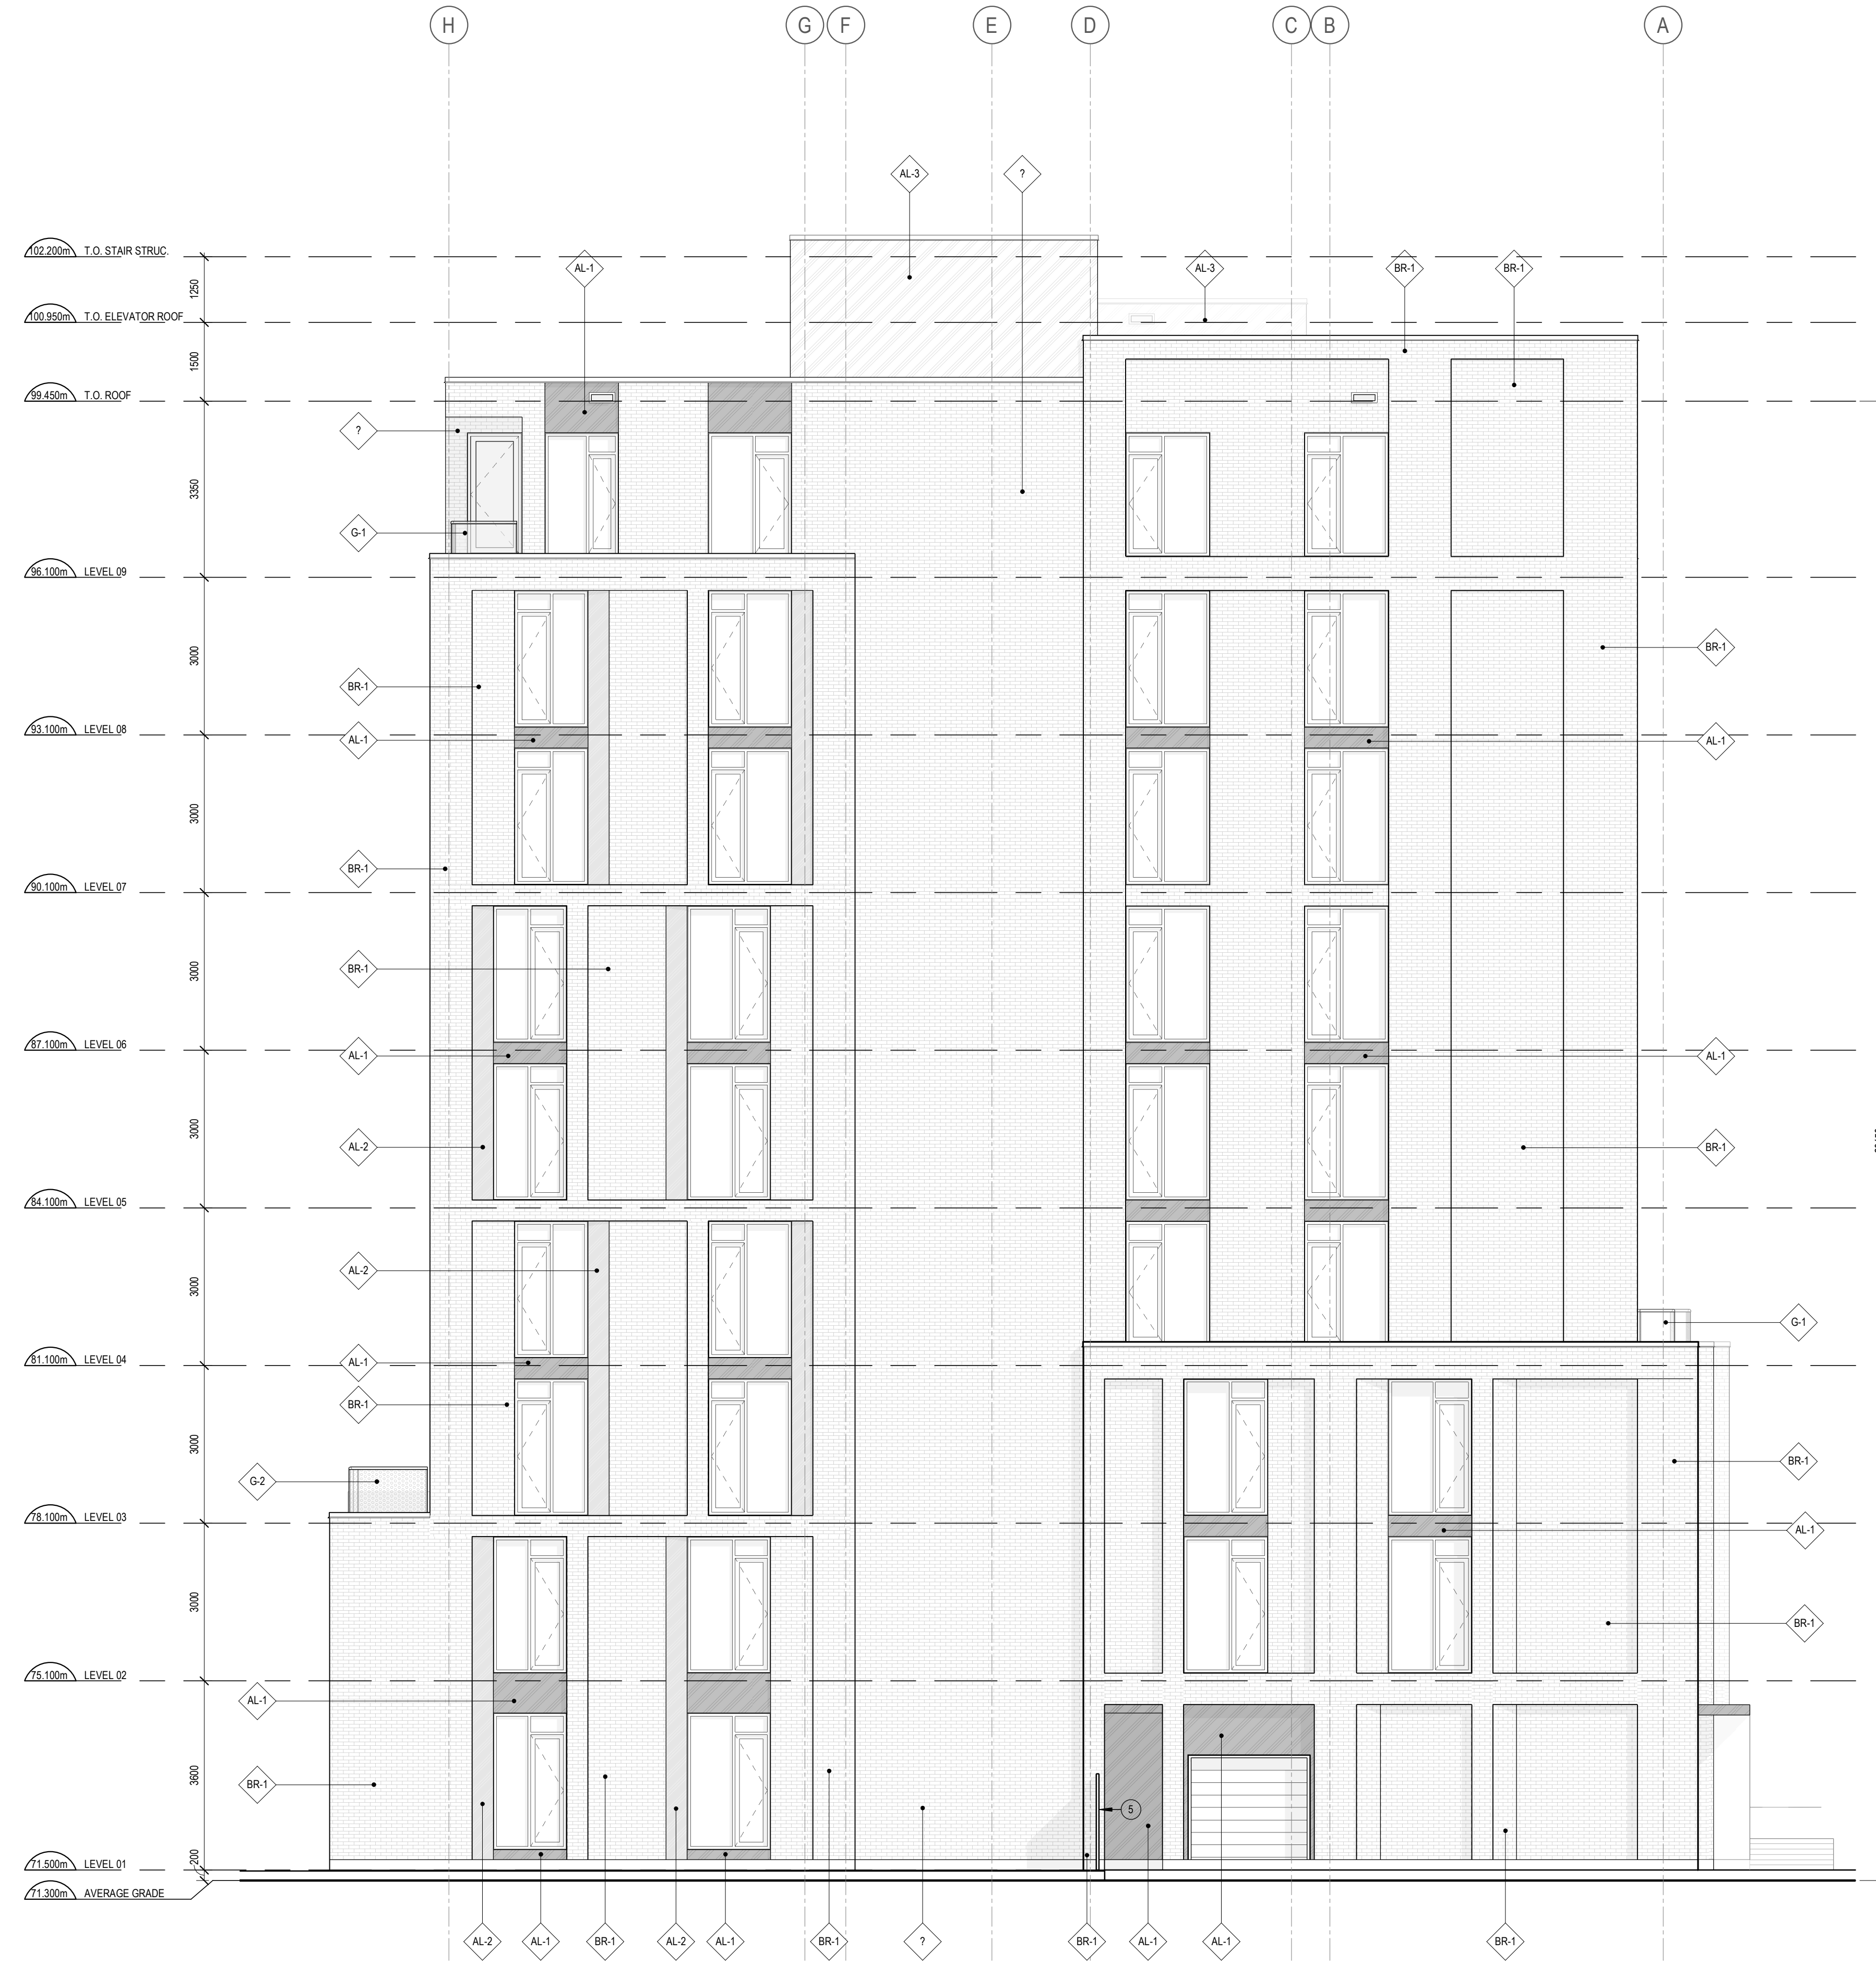 H G F E D C B A
AL-3 ?
102.200m T.O. STAIR STRUC.
AL-1 AL-3 BR-1 BR-1
1250
100.950m T.O. ELEVATOR ROOF
1500
99.450m T.O. ROOF
?
3350
G-1
96.100m LEVEL 09
3000 BR-1
BR-1
93.100m LEVEL 08
AL-1 AL-1
3000
BR-1
90.100m LEVEL 07
3000 BR-1
87.100m LEVEL 06
AL-1 AL-1
3000
AL-2 BR-1
84.100m LEVEL 05
AL-2
3000
G-1
81.100m LEVEL 04
AL-1
BR-1
3000
BR-1
G-2
78.100m LEVEL 03
AL-1
3000
BR-1
75.100m LEVEL 02
AL-1
3600
BR-1
5
200
71.500m LEVEL 01
71.300m AVERAGE GRADE
AL-2 AL-1 BR-1 AL-2 AL-1 BR-1 ? BR-1 AL-1 AL-1 BR-1